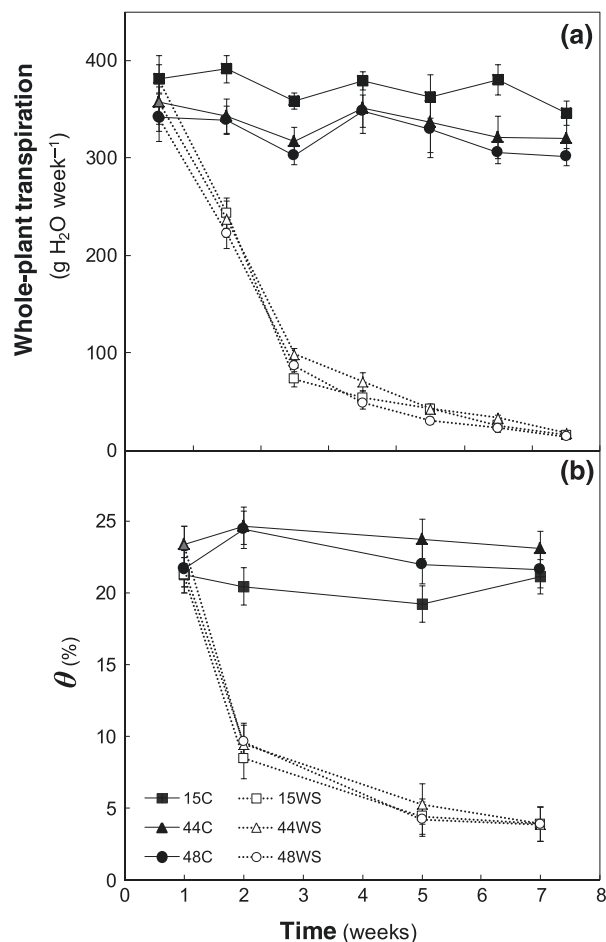 (a)
Whole-plant transpiration
(g H₂O week⁻¹)
400
300
200
100
0
(b)
θ (%)
25
20
15
10
5
0
15C 15WS
44C 44WS
48C 48WS
0 1 2 3 4 5 6 7 8
Time (weeks)